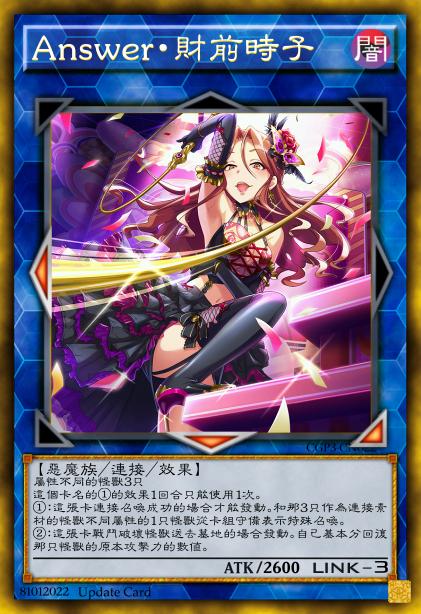 Answer・財前時子
闇
CGP3-CN022
【惡魔族/連接/效果】
屬性不同的怪獸3只
這個卡名的①的效果1回合只能使用1次。
①:這張卡連接召喚成功的場合才能發動。和那3只作為連接素
材的怪獸不同屬性的1只怪獸從卡組守備表示特殊召喚。
②:這張卡戰鬥破壞怪獸送去墓地的場合發動。自己基本分回復
那只怪獸的原本攻擊力的數值。
ATK/2600 LINK-3
81012022 Update Card